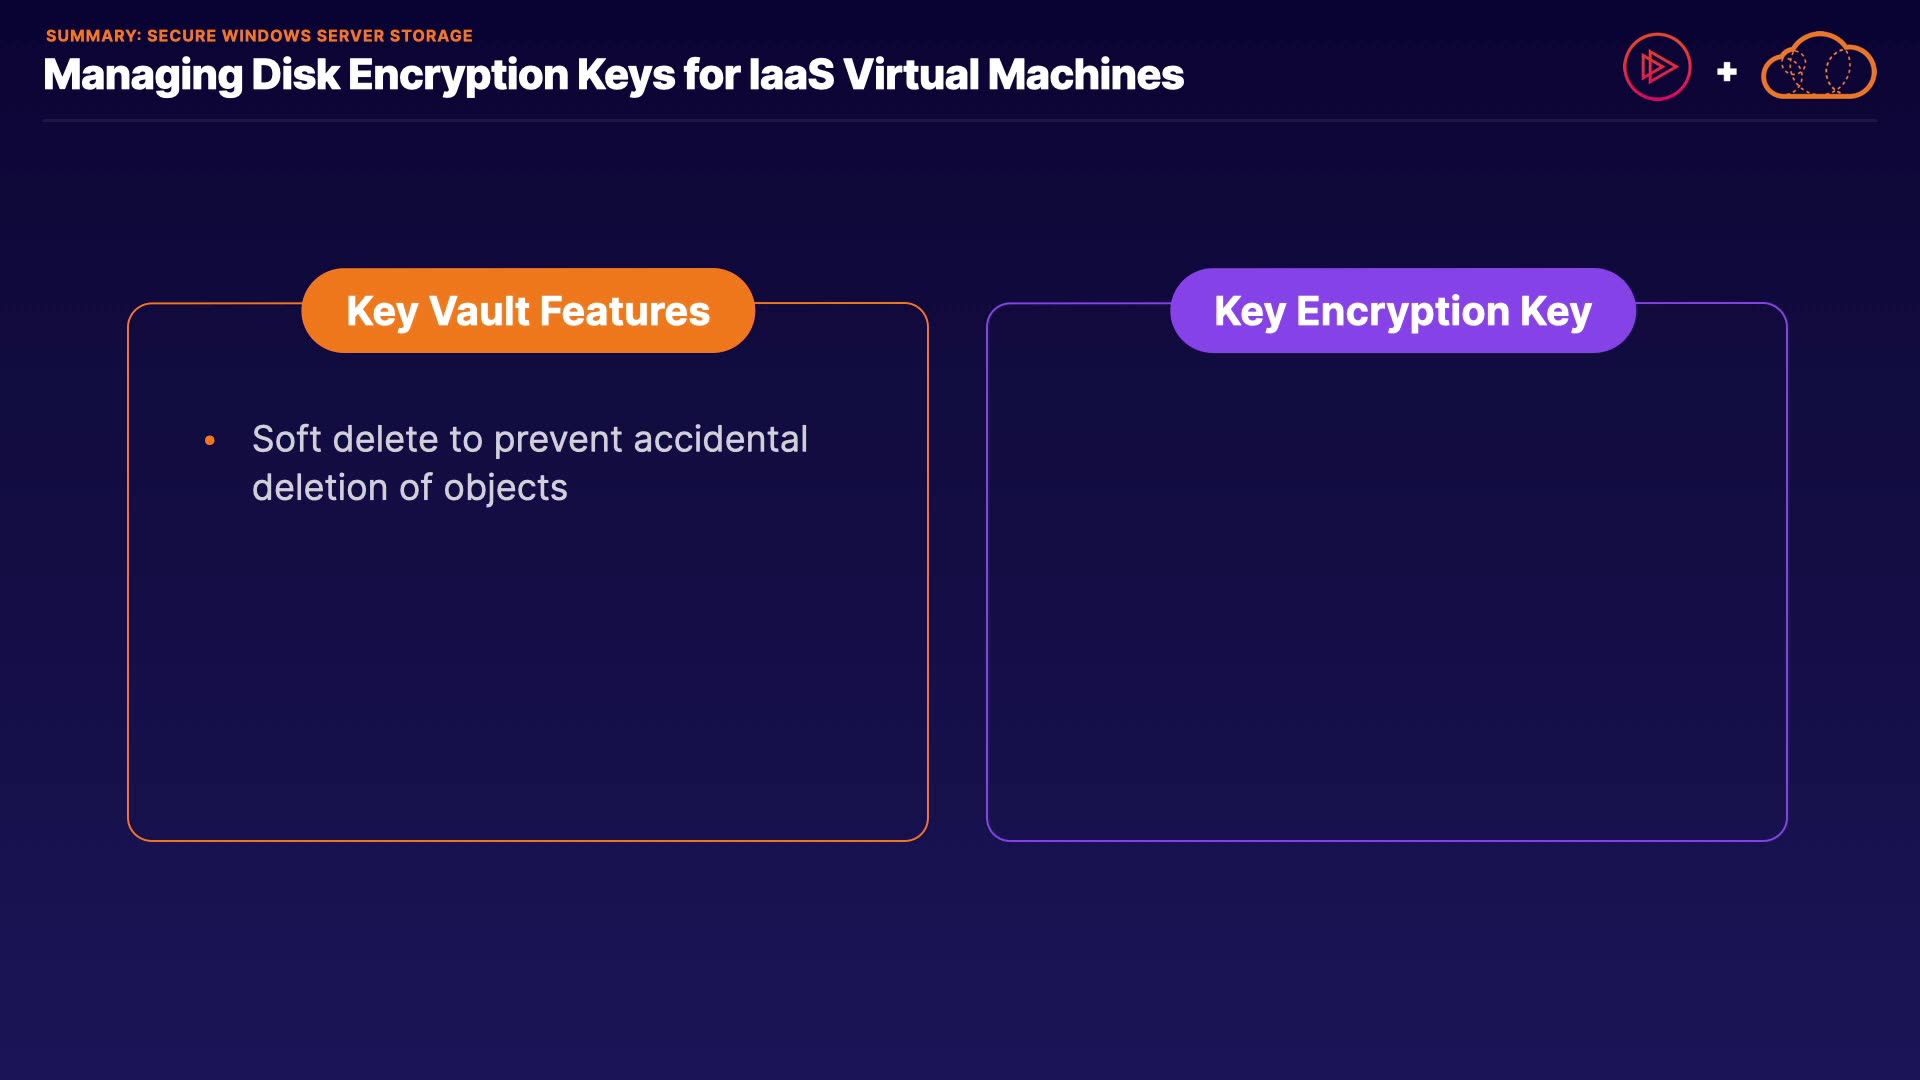 SUMMARY: SECURE WINDOWS SERVER STORAGE
Managing Disk Encryption Keys for IaaS Virtual Machines
Key Vault Features
• Soft delete to prevent accidental
deletion of objects
Key Encryption Key